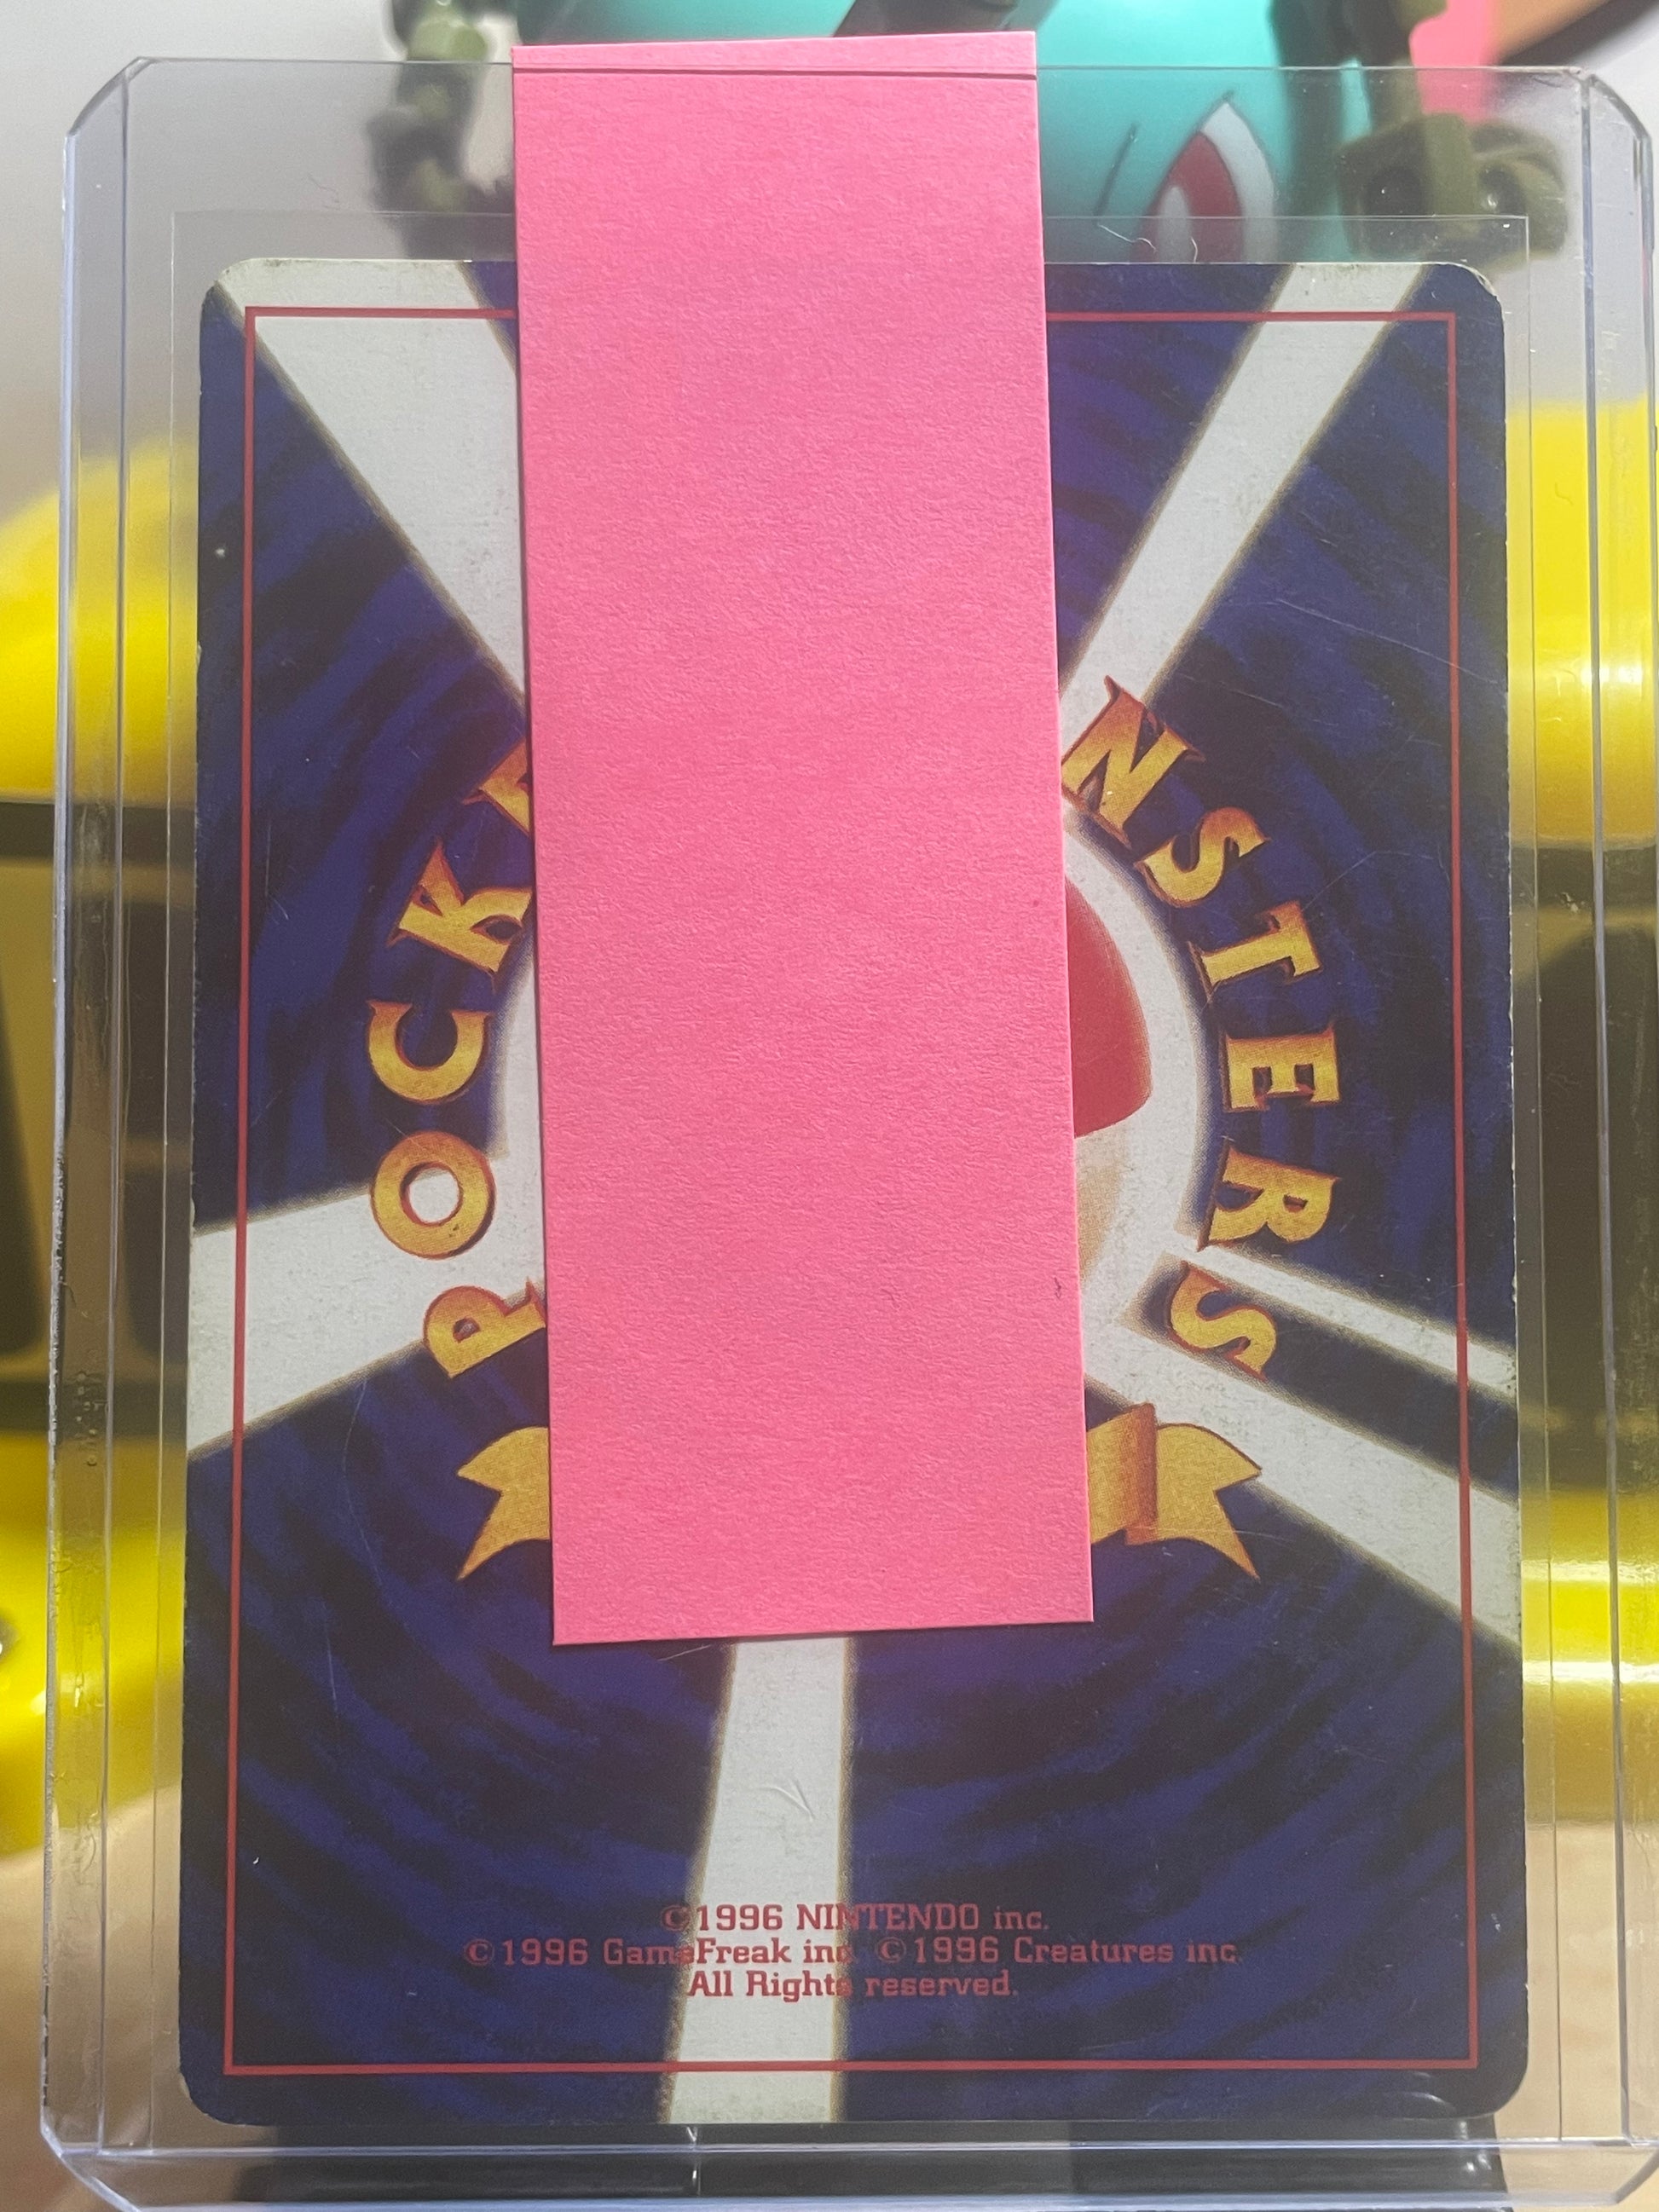 POCK
NSTERS
©1996 NINTENDO inc.
©1996 GameFreak inc. ©1996 Creatures inc.
All Rights reserved.